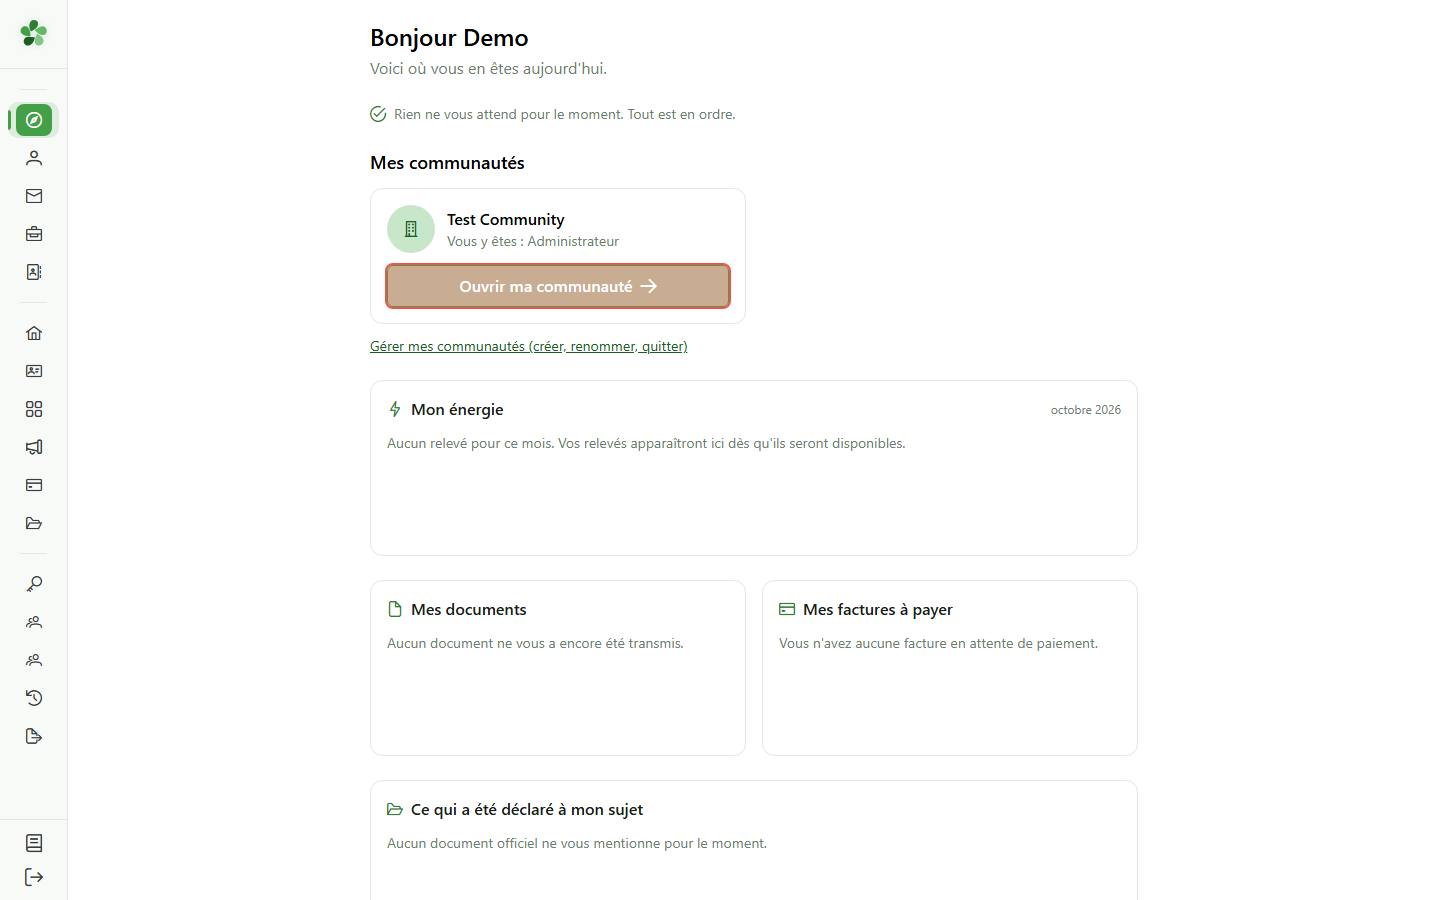 Bonjour Demo
Voici où vous en êtes aujourd'hui.
Rien ne vous attend pour le moment. Tout est en ordre.
Mes communautés
Test Community
Vous y êtes : Administrateur
Ouvrir ma communauté
Gérer mes communautés (créer, renommer, quitter)
Mon énergie
octobre 2026
Aucun relevé pour ce mois. Vos relevés apparaîtront ici dès qu'ils seront disponibles.
Mes documents
Aucun document ne vous a encore été transmis.
Mes factures à payer
Vous n'avez aucune facture en attente de paiement.
Ce qui a été déclaré à mon sujet
Aucun document officiel ne vous mentionne pour le moment.